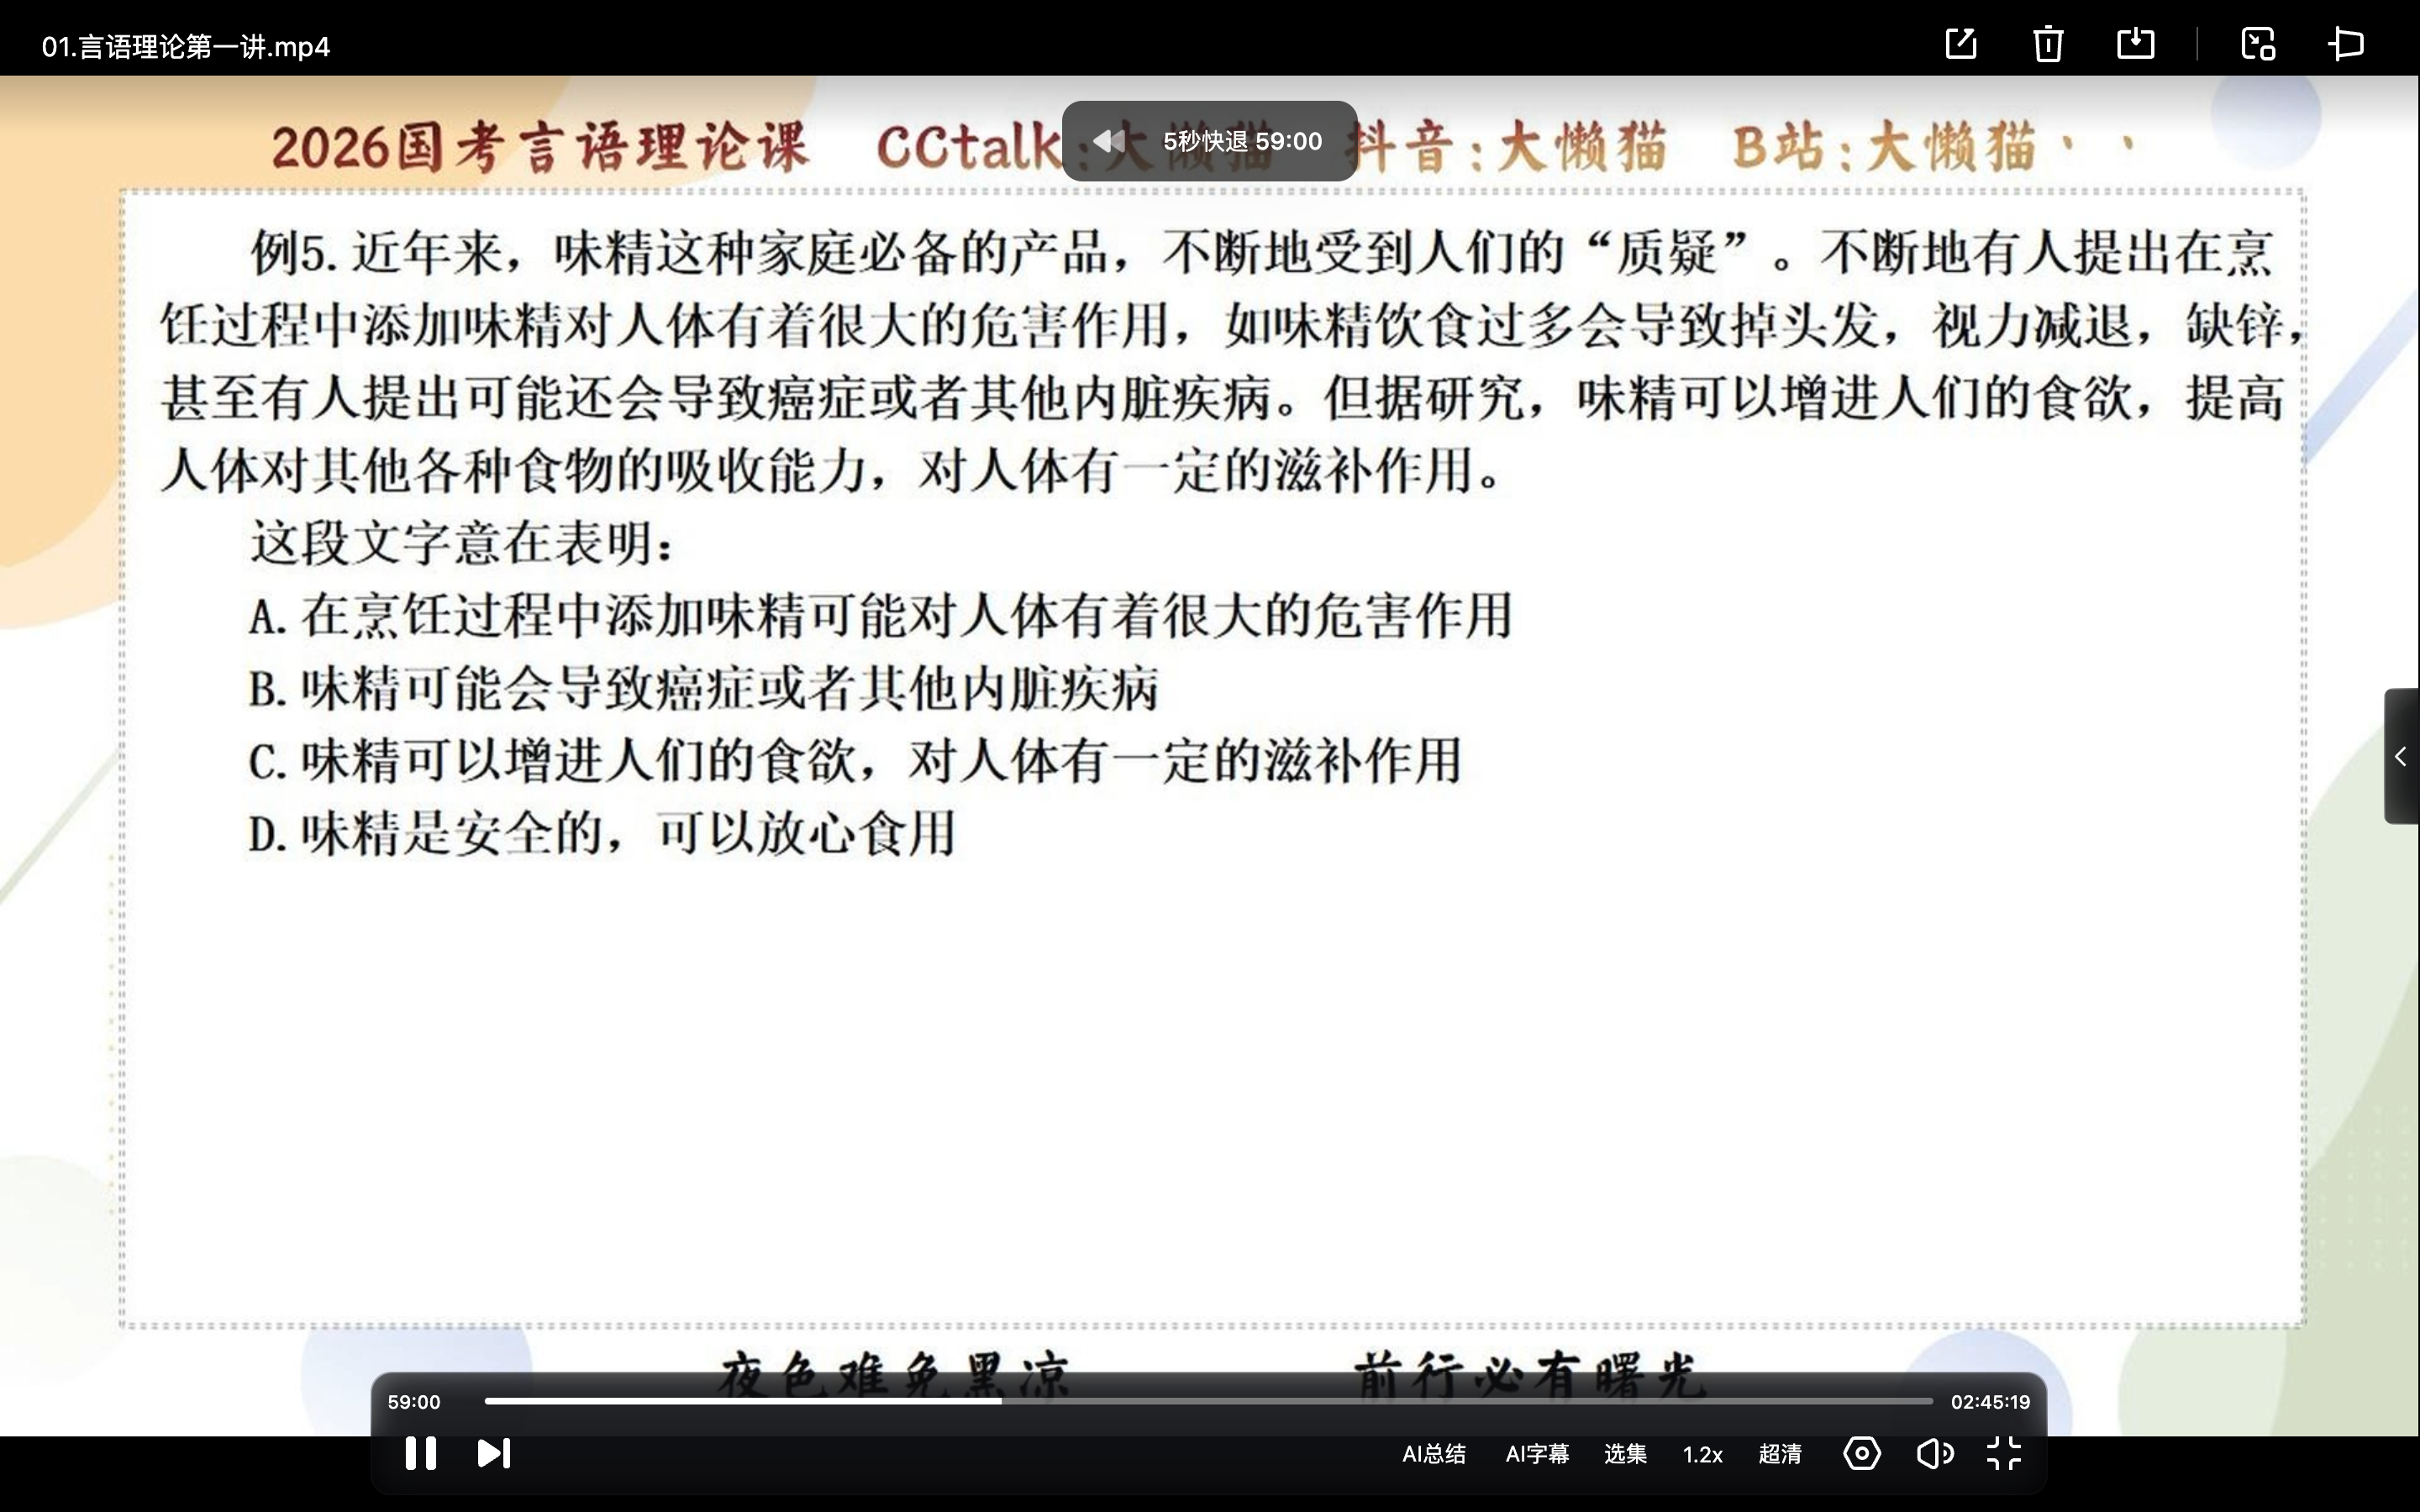 01.言语理论第一讲.mp4
5秒快退 59:00
2026国考言语理论课 CCtalk:大懒猫 抖音:大懒猫 B站:大懒猫丶丶
例5. 近年来，味精这种家庭必备的产品，不断地受到人们的“质疑”。不断地有人提出在烹
饪过程中添加味精对人体有着很大的危害作用，如味精饮食过多会导致掉头发，视力减退，缺锌，
甚至有人提出可能还会导致癌症或者其他内脏疾病。但据研究，味精可以增进人们的食欲，提高
人体对其他各种食物的吸收能力，对人体有一定的滋补作用。
这段文字意在表明：
A. 在烹饪过程中添加味精可能对人体有着很大的危害作用
B. 味精可能会导致癌症或者其他内脏疾病
C. 味精可以增进人们的食欲，对人体有一定的滋补作用
D. 味精是安全的，可以放心食用
夜色难免黑凉 前行必有曙光
59:00 02:45:19
AI总结 AI字幕 选集 1.2x 超清